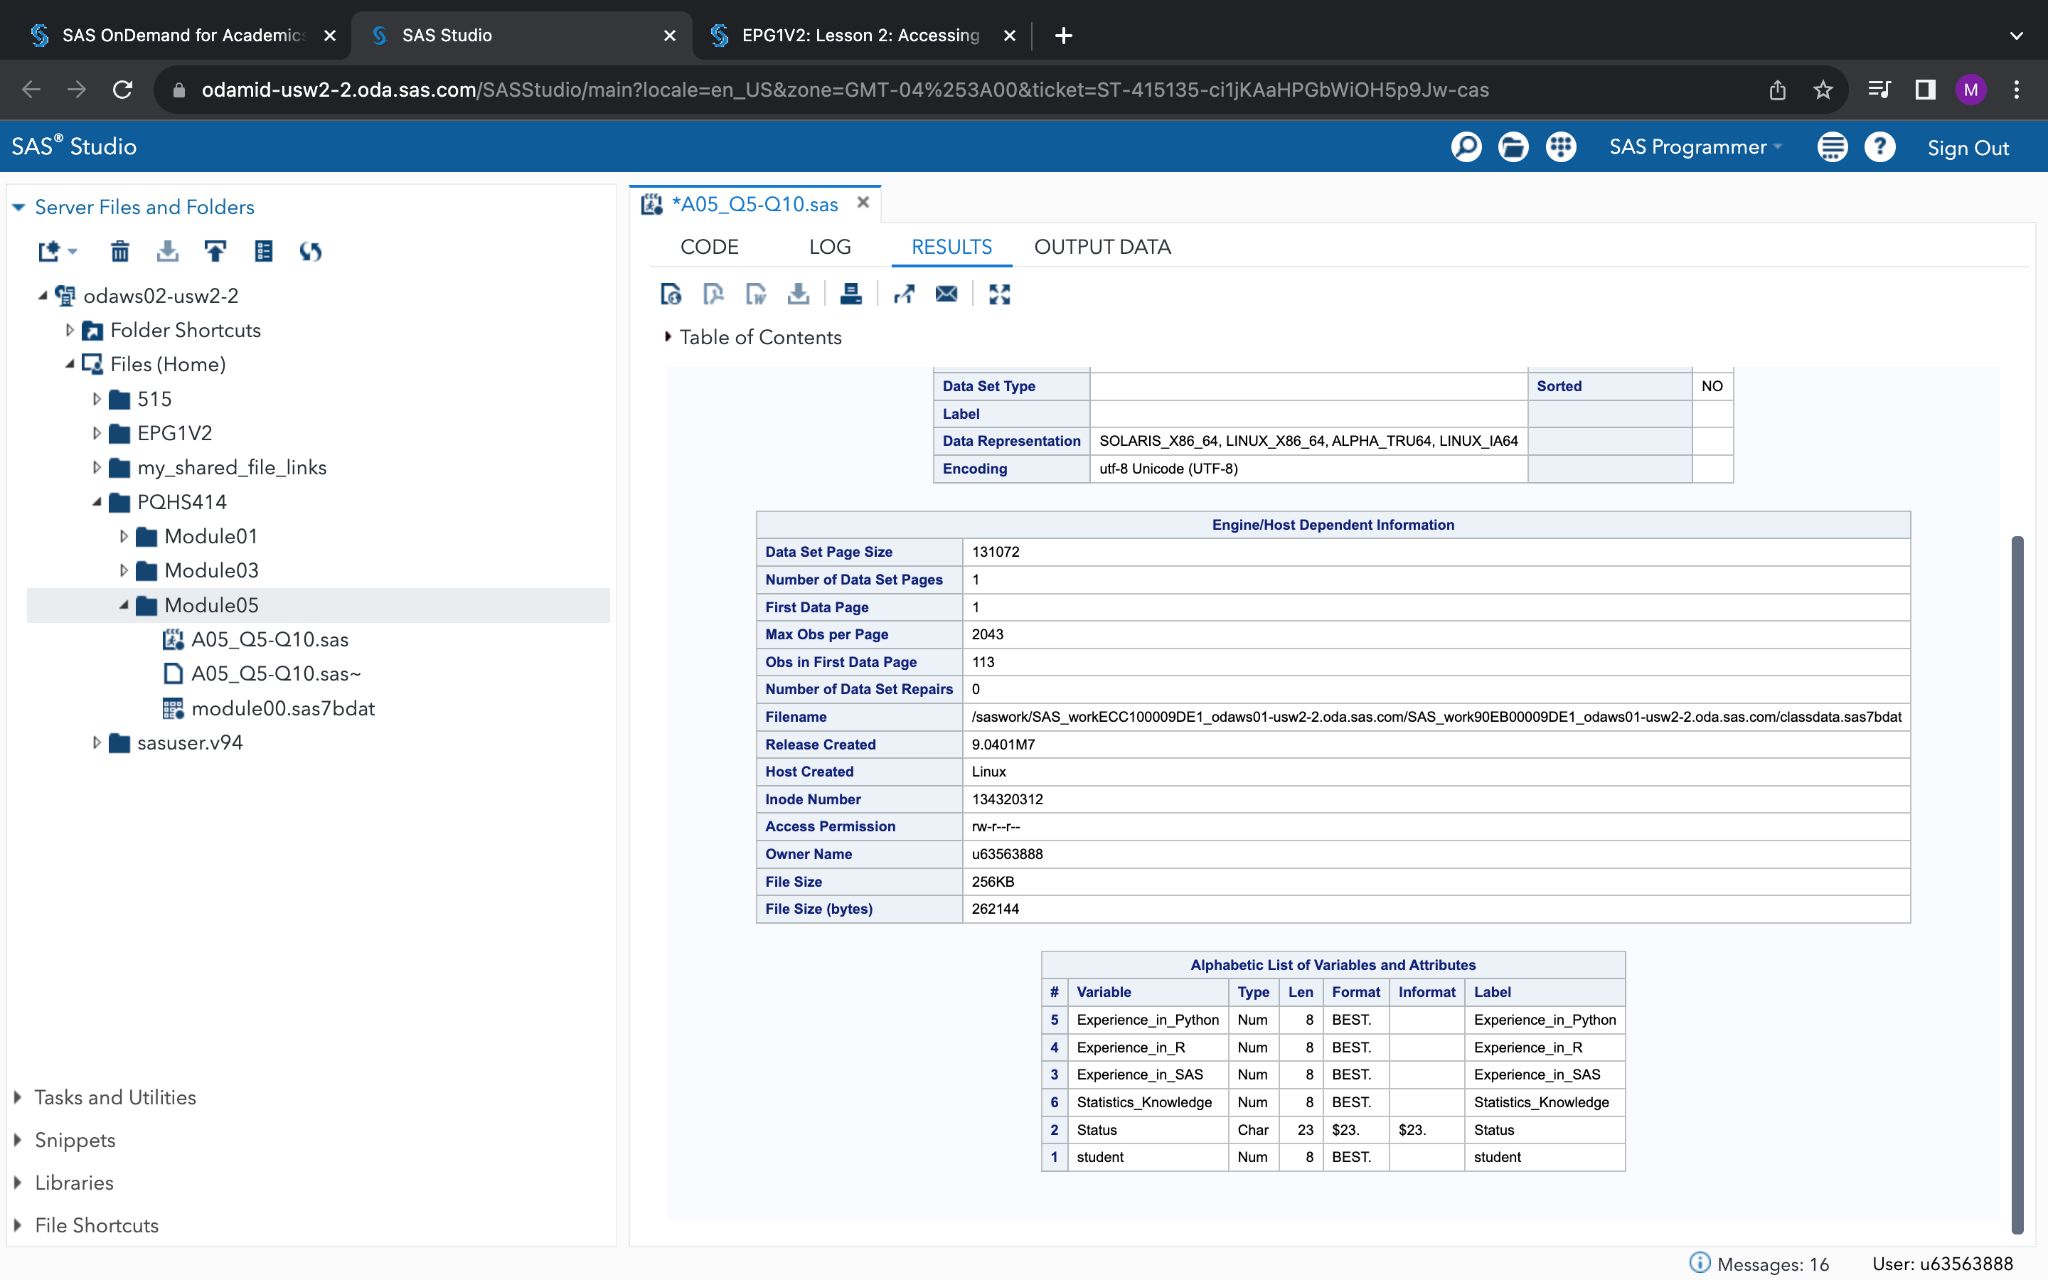 SAS OnDemand for Academics
SAS Studio
EPG1V2: Lesson 2: Accessing
odamid-usw2-2.oda.sas.com/SASStudio/main?locale=en_US&zone=GMT-04%253A00&ticket=ST-415135-ci1jKAaHPGbWiOH5p9Jw-cas
M
SAS® Studio
SAS Programmer
?
Sign Out
Server Files and Folders
odaws02-usw2-2
Folder Shortcuts
Files (Home)
515
EPG1V2
my_shared_file_links
PQHS414
Module01
Module03
Module05
A05_Q5-Q10.sas
A05_Q5-Q10.sas~
module00.sas7bdat
sasuser.v94
Tasks and Utilities
Snippets
Libraries
File Shortcuts
*A05_Q5-Q10.sas
CODE LOG RESULTS OUTPUT DATA
Table of Contents
Data Set Type Sorted NO
Label
Data Representation SOLARIS_X86_64, LINUX_X86_64, ALPHA_TRU64, LINUX_IA64
Encoding utf-8 Unicode (UTF-8)
Engine/Host Dependent Information
Data Set Page Size 131072
Number of Data Set Pages 1
First Data Page 1
Max Obs per Page 2043
Obs in First Data Page 113
Number of Data Set Repairs 0
Filename /saswork/SAS_workECC100009DE1_odaws01-usw2-2.oda.sas.com/SAS_work90EB00009DE1_odaws01-usw2-2.oda.sas.com/classdata.sas7bdat
Release Created 9.0401M7
Host Created Linux
Inode Number 134320312
Access Permission rw-r--r--
Owner Name u63563888
File Size 256KB
File Size (bytes) 262144
Alphabetic List of Variables and Attributes
# Variable Type Len Format Informat Label
5 Experience_in_Python Num 8 BEST. Experience_in_Python
4 Experience_in_R Num 8 BEST. Experience_in_R
3 Experience_in_SAS Num 8 BEST. Experience_in_SAS
6 Statistics_Knowledge Num 8 BEST. Statistics_Knowledge
2 Status Char 23 $23. $23. Status
1 student Num 8 BEST. student
Messages: 16
User: u63563888